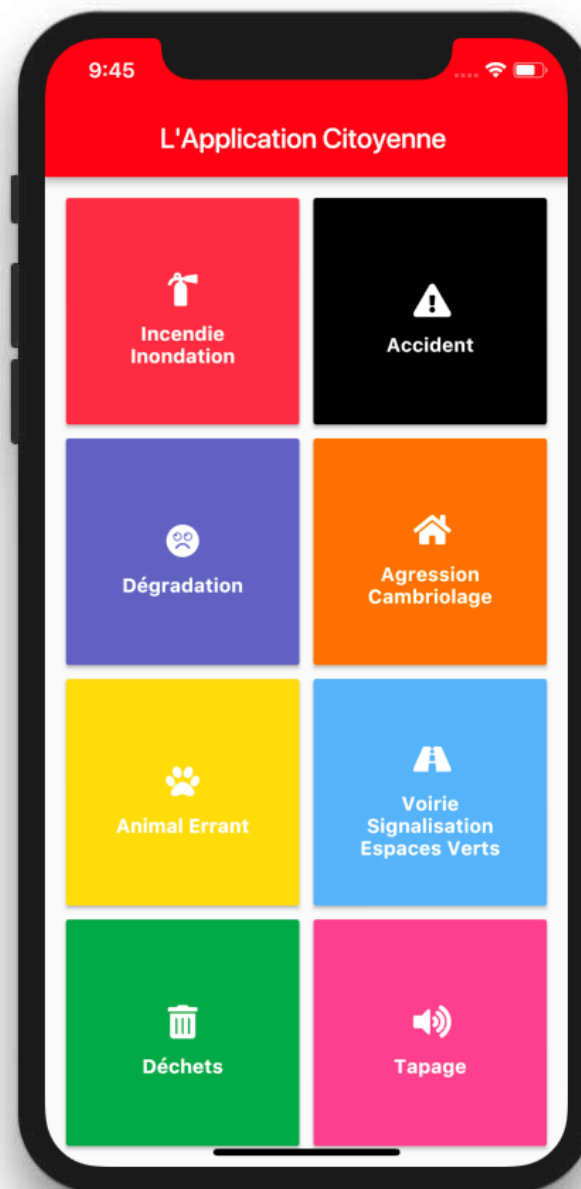 9:45
L'Application Citoyenne
Incendie
Inondation
Accident
Dégradation
Agression
Cambriolage
Animal Errant
Voirie
Signalisation
Espaces Verts
Déchets
Tapage